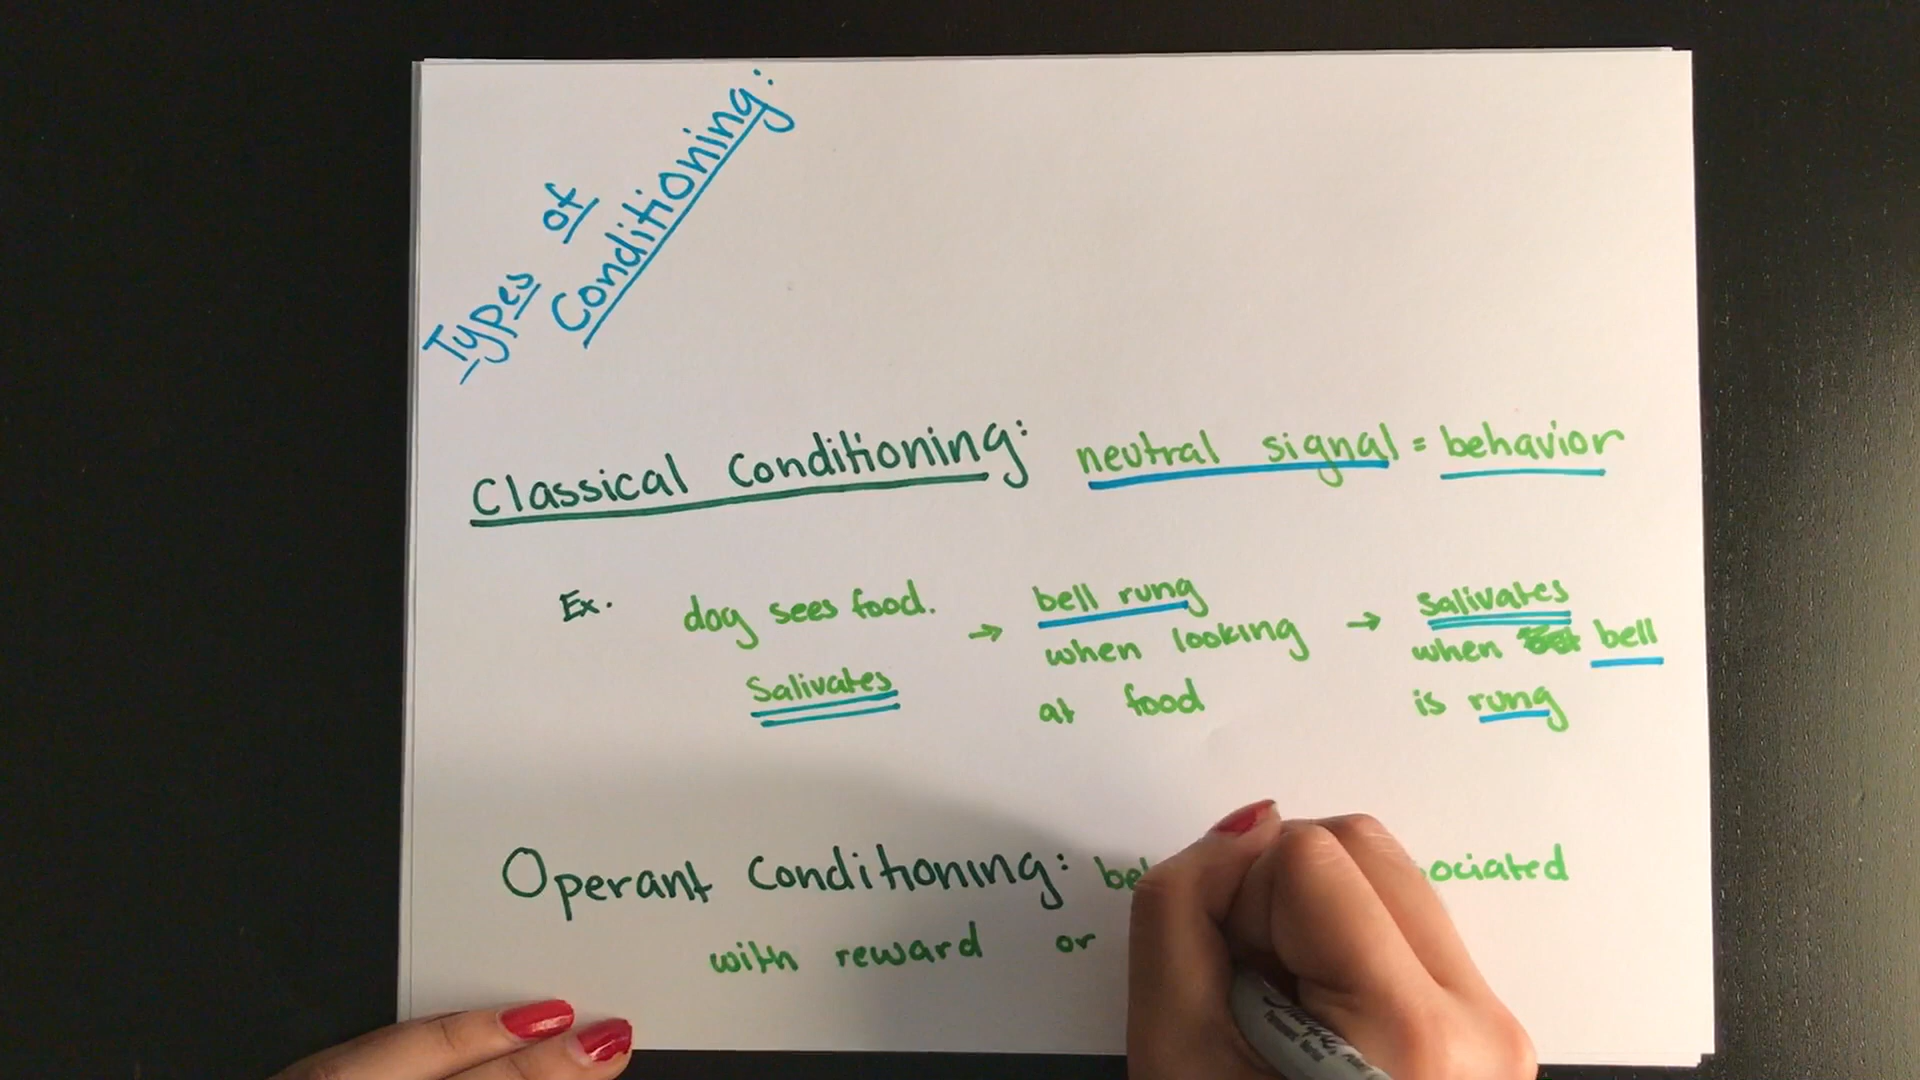 Types of
Conditioning:
Classical Conditioning: neutral signal = behavior
Ex. dog sees food. → bell rung → salivates
when looking when bell
Salivates at food is rung
Operant Conditioning: ociated
with reward or
Sharpie